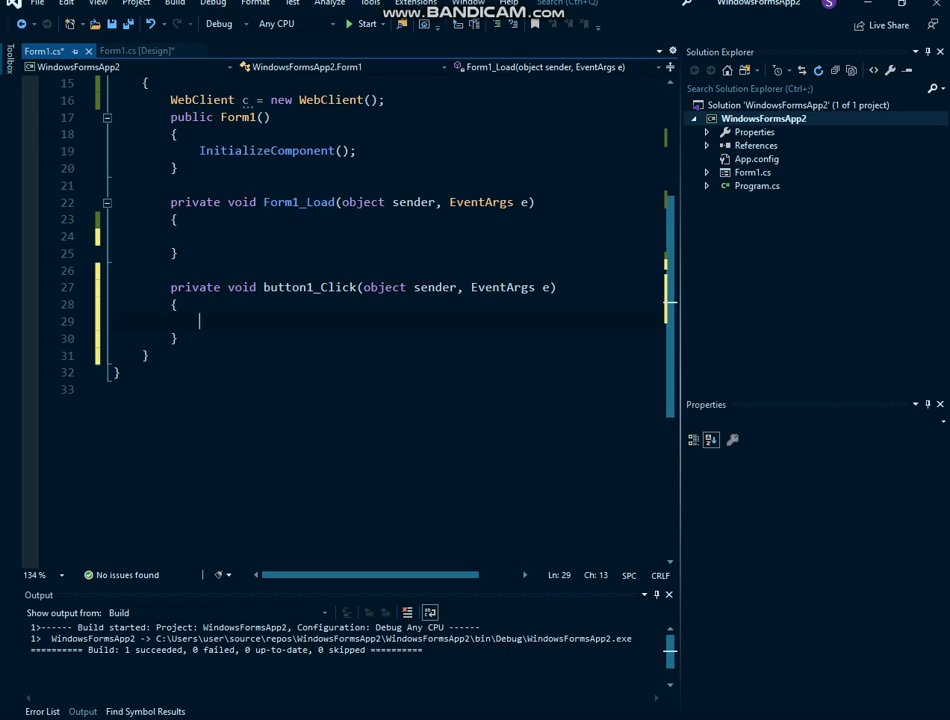 File Edit View Project Build Debug Format Test Analyze Tools Extensions Window Help Search (Ctrl+Q) WindowsFormsApp2 S
www.BANDICAM.com
Debug Any CPU Start Live Share
Toolbox
Form1.cs* Form1.cs [Design]*
WindowsFormsApp2 WindowsFormsApp2.Form1 Form1_Load(object sender, EventArgs e)
15 {
16 WebClient c = new WebClient();
17 public Form1()
18 {
19 InitializeComponent();
20 }
21
22 private void Form1_Load(object sender, EventArgs e)
23 {
24
25 }
26
27 private void button1_Click(object sender, EventArgs e)
28 {
29
30 }
31 }
32 }
33
134 % No issues found Ln: 29 Ch: 13 SPC CRLF
Output
Show output from: Build
1>------ Build started: Project: WindowsFormsApp2, Configuration: Debug Any CPU ------
1> WindowsFormsApp2 -> C:\Users\user\source\repos\WindowsFormsApp2\WindowsFormsApp2\bin\Debug\WindowsFormsApp2.exe
========== Build: 1 succeeded, 0 failed, 0 up-to-date, 0 skipped ==========
Error List Output Find Symbol Results
Solution Explorer
Search Solution Explorer (Ctrl+;)
Solution 'WindowsFormsApp2' (1 of 1 project)
WindowsFormsApp2
Properties
References
App.config
Form1.cs
Program.cs
Properties